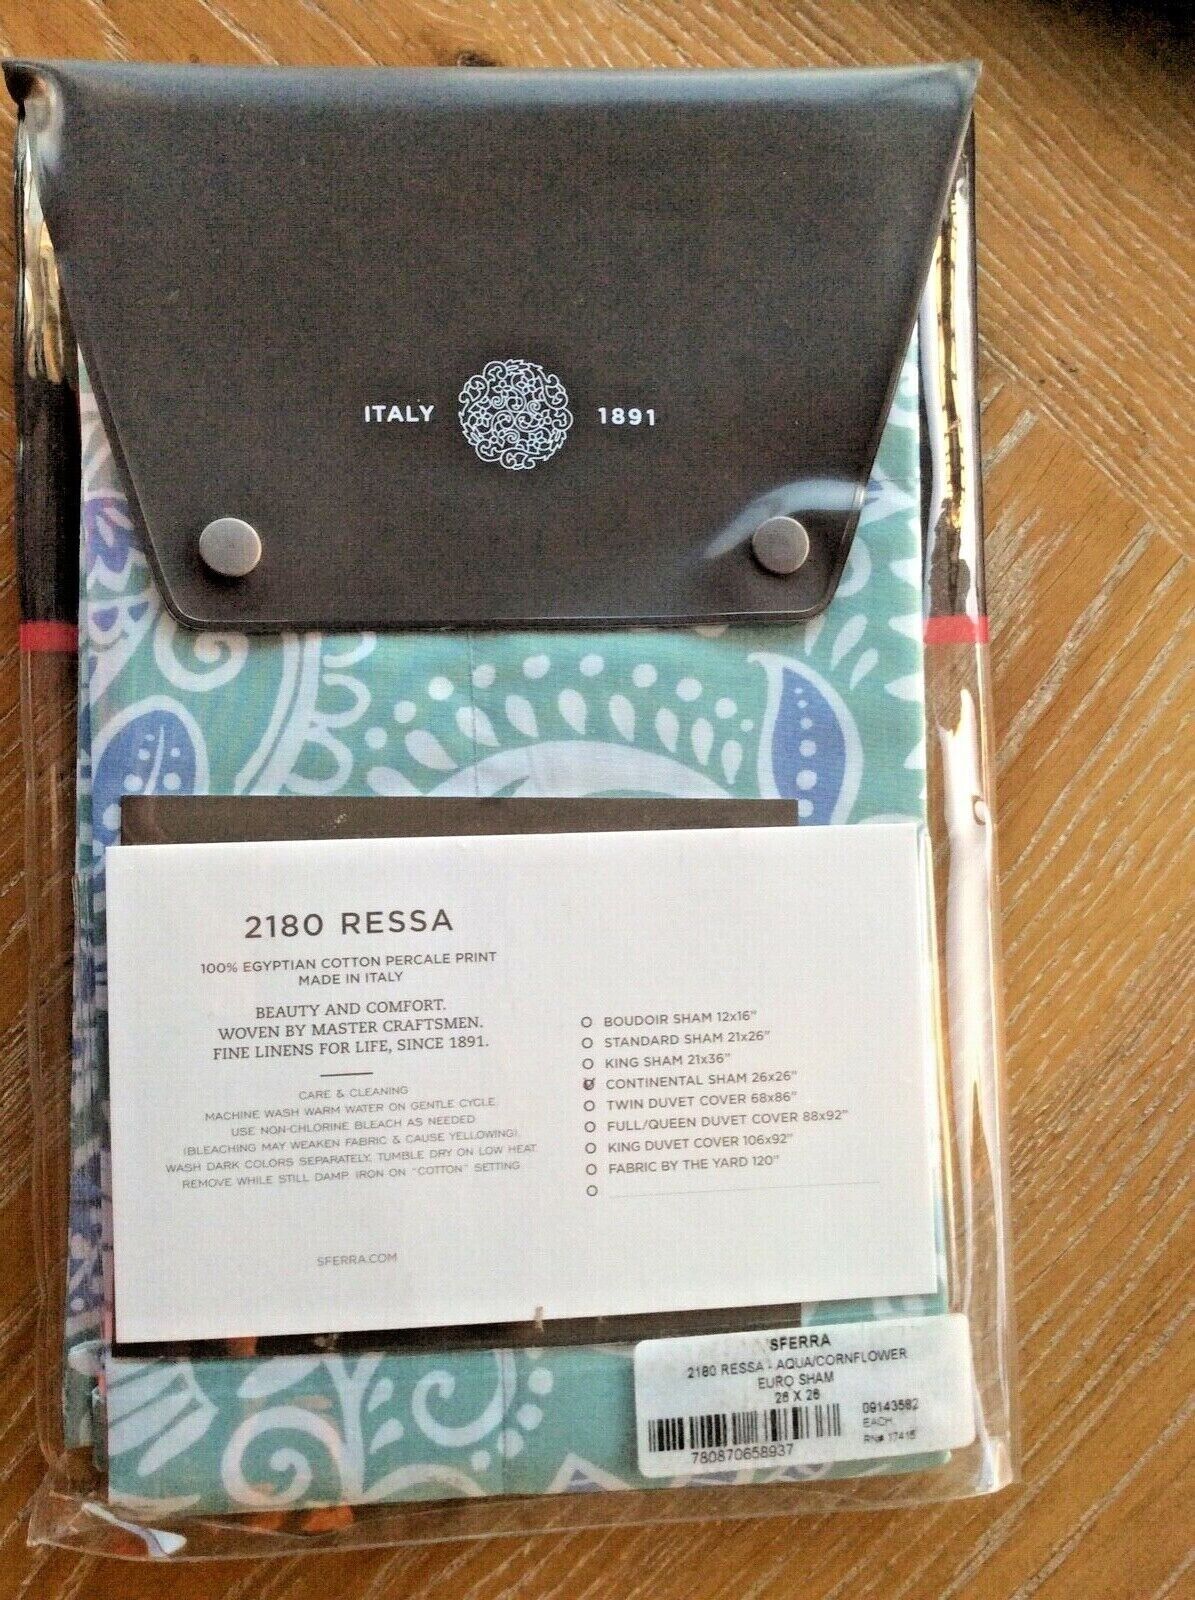 ITALY 1891
2180 RESSA
100% EGYPTIAN COTTON PERCALE PRINT
MADE IN ITALY
BEAUTY AND COMFORT.
WOVEN BY MASTER CRAFTSMEN.
FINE LINENS FOR LIFE, SINCE 1891.
CARE & CLEANING
MACHINE WASH WARM WATER ON GENTLE CYCLE.
USE NON-CHLORINE BLEACH AS NEEDED
(BLEACHING MAY WEAKEN FABRIC & CAUSE YELLOWING).
WASH DARK COLORS SEPARATELY. TUMBLE DRY ON LOW HEAT.
REMOVE WHILE STILL DAMP. IRON ON "COTTON" SETTING
SFERRA.COM
BOUDOIR SHAM 12x16"
STANDARD SHAM 21x26"
KING SHAM 21x36"
CONTINENTAL SHAM 26x26"
TWIN DUVET COVER 68x86"
FULL/QUEEN DUVET COVER 88x92"
KING DUVET COVER 106x92"
FABRIC BY THE YARD 120"
SFERRA
2180 RESSA - AQUA/CORNFLOWER
EURO SHAM
26 X 26
09143582
EACH
RN# 17415
780870658937